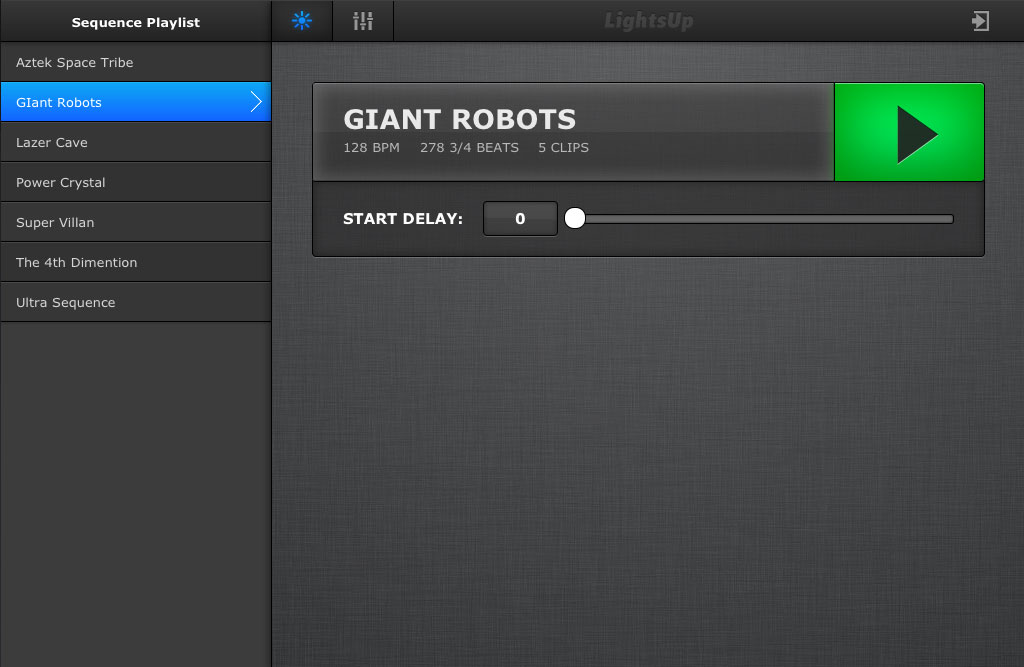 Sequence Playlist
LightsUp
Aztek Space Tribe
GIant Robots
Lazer Cave
Power Crystal
Super Villan
The 4th Dimention
Ultra Sequence
GIANT ROBOTS
128 BPM 278 3/4 BEATS 5 CLIPS
START DELAY: 0